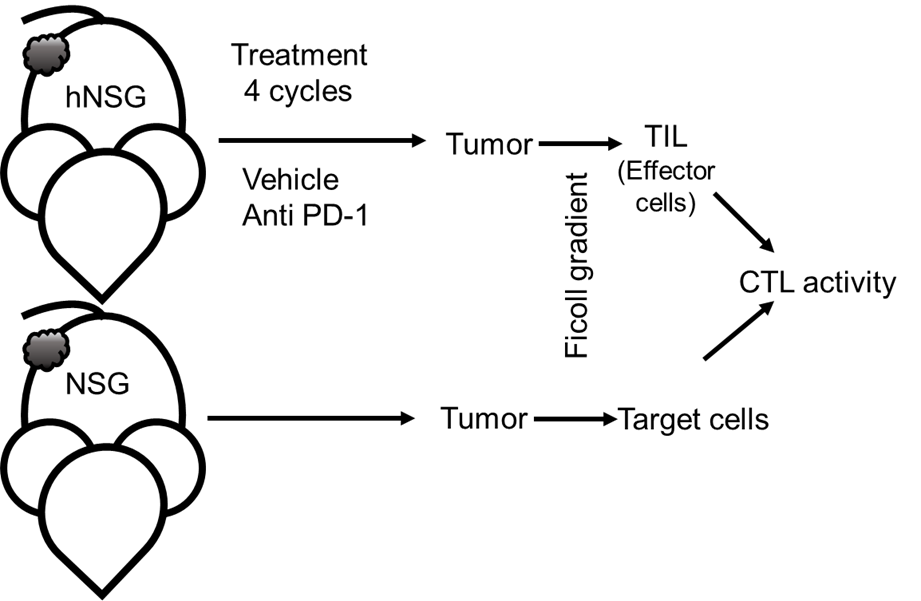 hNSG
Treatment
4 cycles
Vehicle
Anti PD-1
Tumor
Ficoll gradient
TIL
(Effector
cells)
CTL activity
NSG
Tumor
Target cells